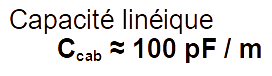 Capacité linéique
Ccab ≈ 100 pF / m